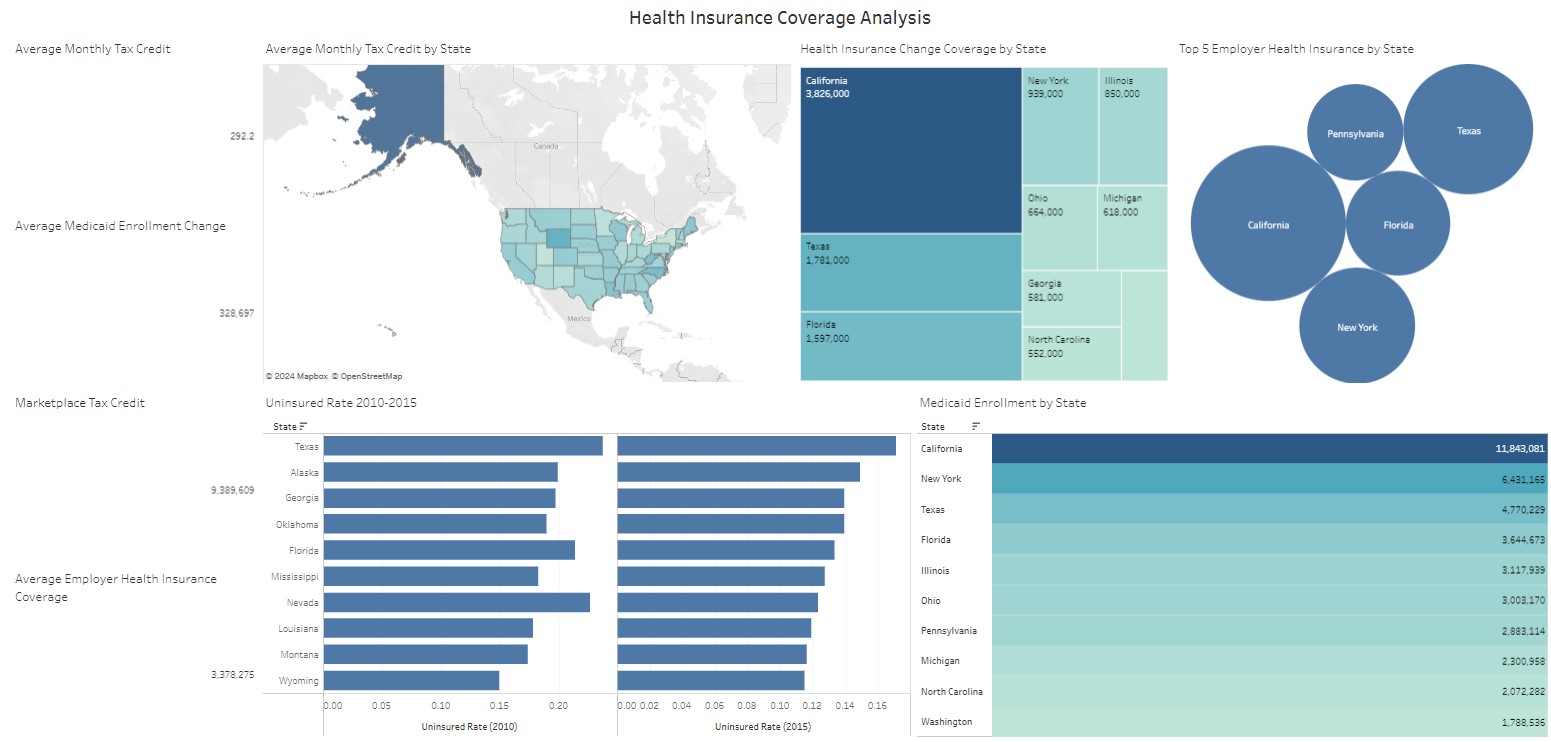 Health Insurance Coverage Analysis
Average Monthly Tax Credit
292.2
Average Medicaid Enrollment Change
328,697
Marketplace Tax Credit
9,389,609
Average Employer Health Insurance
Coverage
3,378,275
Average Monthly Tax Credit by State
Canada
Mexico
© 2024 Mapbox © OpenStreetMap
Health Insurance Change Coverage by State
California
3,826,000
Texas
1,781,000
Florida
1,597,000
New York
939,000
Illinois
850,000
Ohio
664,000
Michigan
618,000
Georgia
581,000
North Carolina
552,000
Top 5 Employer Health Insurance by State
Pennsylvania
Texas
California
Florida
New York
Uninsured Rate 2010-2015
State
Texas
Alaska
Georgia
Oklahoma
Florida
Mississippi
Nevada
Louisiana
Montana
Wyoming
0.00 0.05 0.10 0.15 0.20
Uninsured Rate (2010)
0.00 0.02 0.04 0.06 0.08 0.10 0.12 0.14 0.16
Uninsured Rate (2015)
Medicaid Enrollment by State
State
California 11,843,081
New York 6,431,165
Texas 4,770,229
Florida 3,644,673
Illinois 3,117,939
Ohio 3,003,170
Pennsylvania 2,883,114
Michigan 2,300,958
North Carolina 2,072,282
Washington 1,788,536